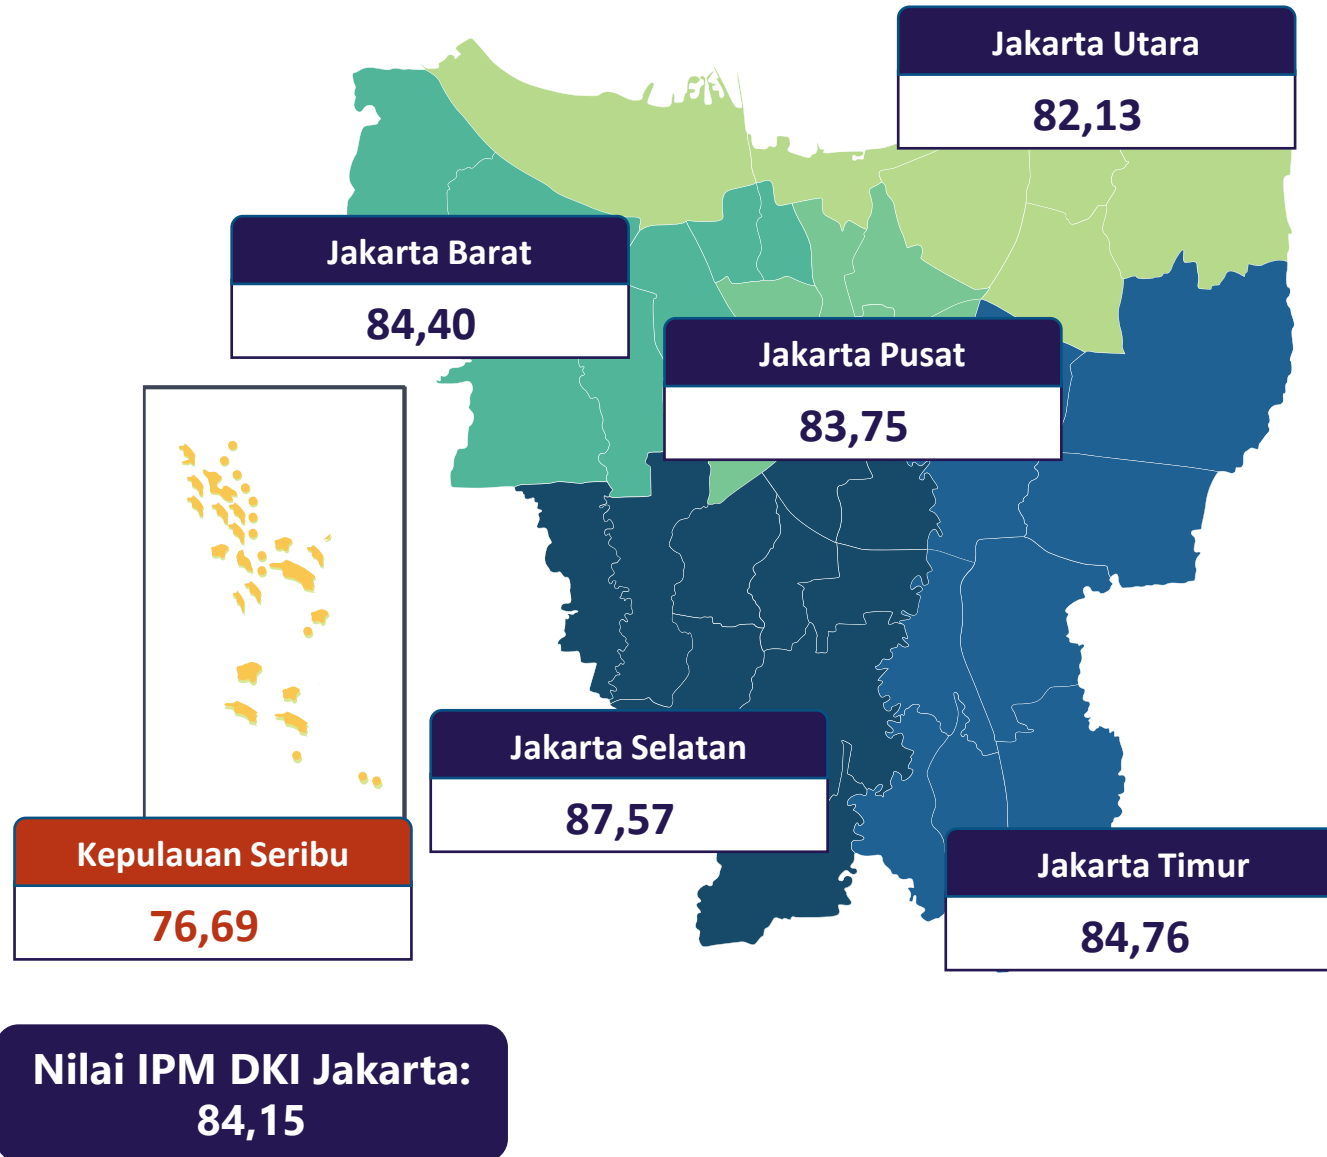 Jakarta Utara
82,13
Jakarta Barat
84,40
Jakarta Pusat
83,75
Jakarta Selatan
87,57
Kepulauan Seribu
76,69
Jakarta Timur
84,76
Nilai IPM DKI Jakarta:
84,15